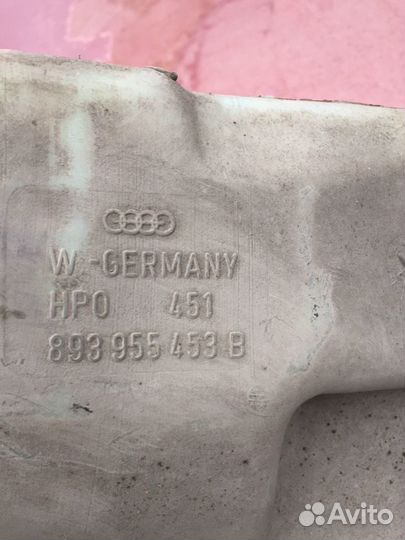 W.-GERMANY
HPO 451
893 955 453 B
Avito